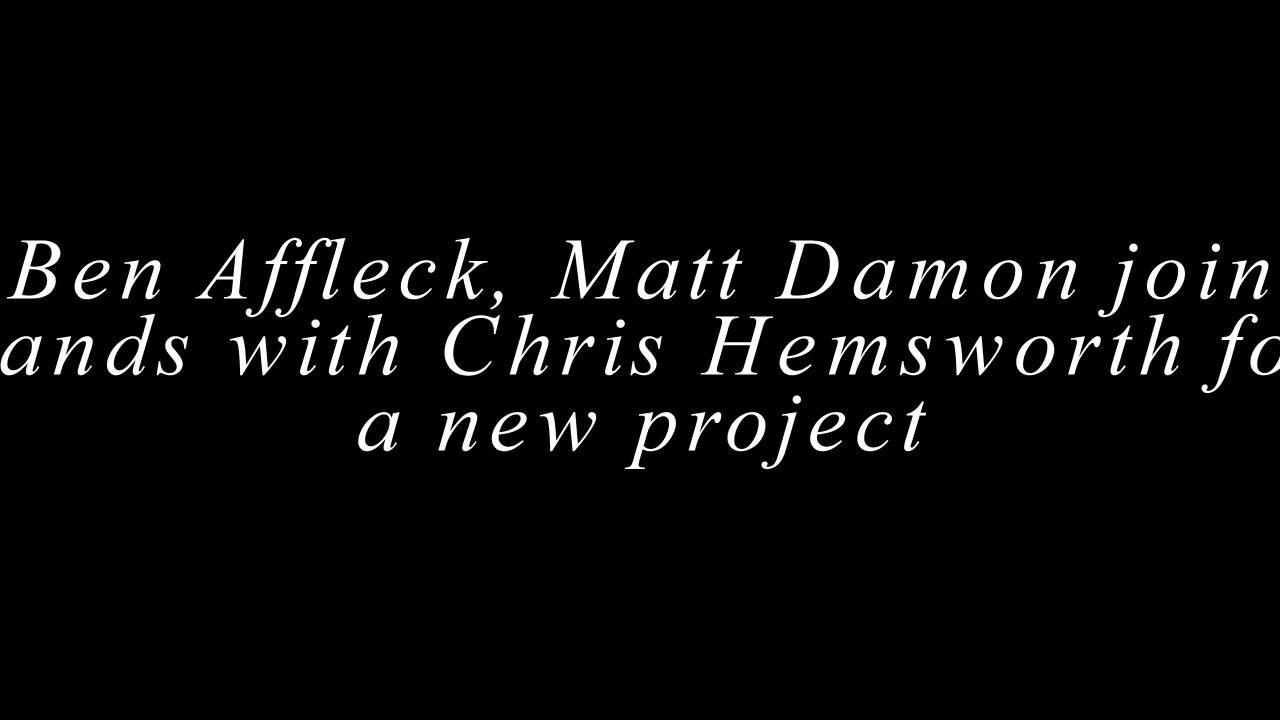 Ben Affleck, Matt Damon join
ands with Chris Hemsworth fo
a new project